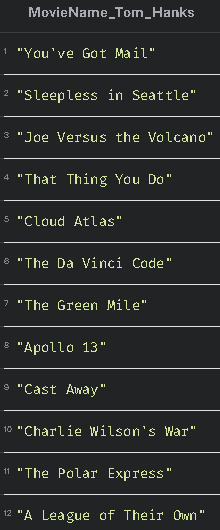 MovieName_Tom_Hanks
1 "You've Got Mail"
2 "Sleepless in Seattle"
3 "Joe Versus the Volcano"
4 "That Thing You Do"
5 "Cloud Atlas"
6 "The Da Vinci Code"
7 "The Green Mile"
8 "Apollo 13"
9 "Cast Away"
10 "Charlie Wilson's War"
11 "The Polar Express"
12 "A League of Their Own"